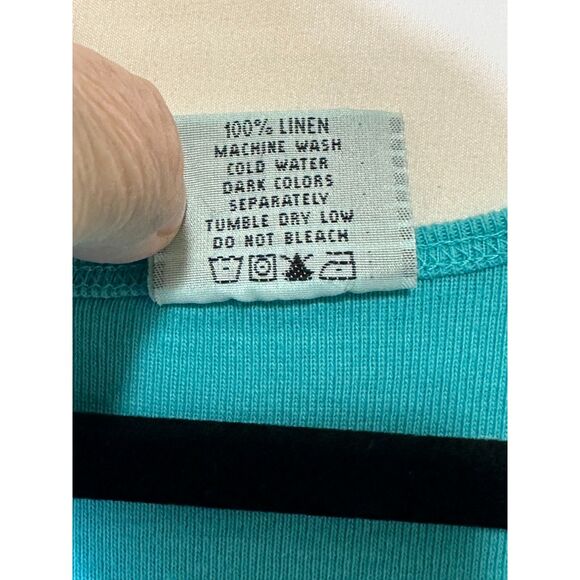 100% LINEN
MACHINE WASH
COLD WATER
DARK COLORS
SEPARATELY
TUMBLE DRY LOW
DO NOT BLEACH